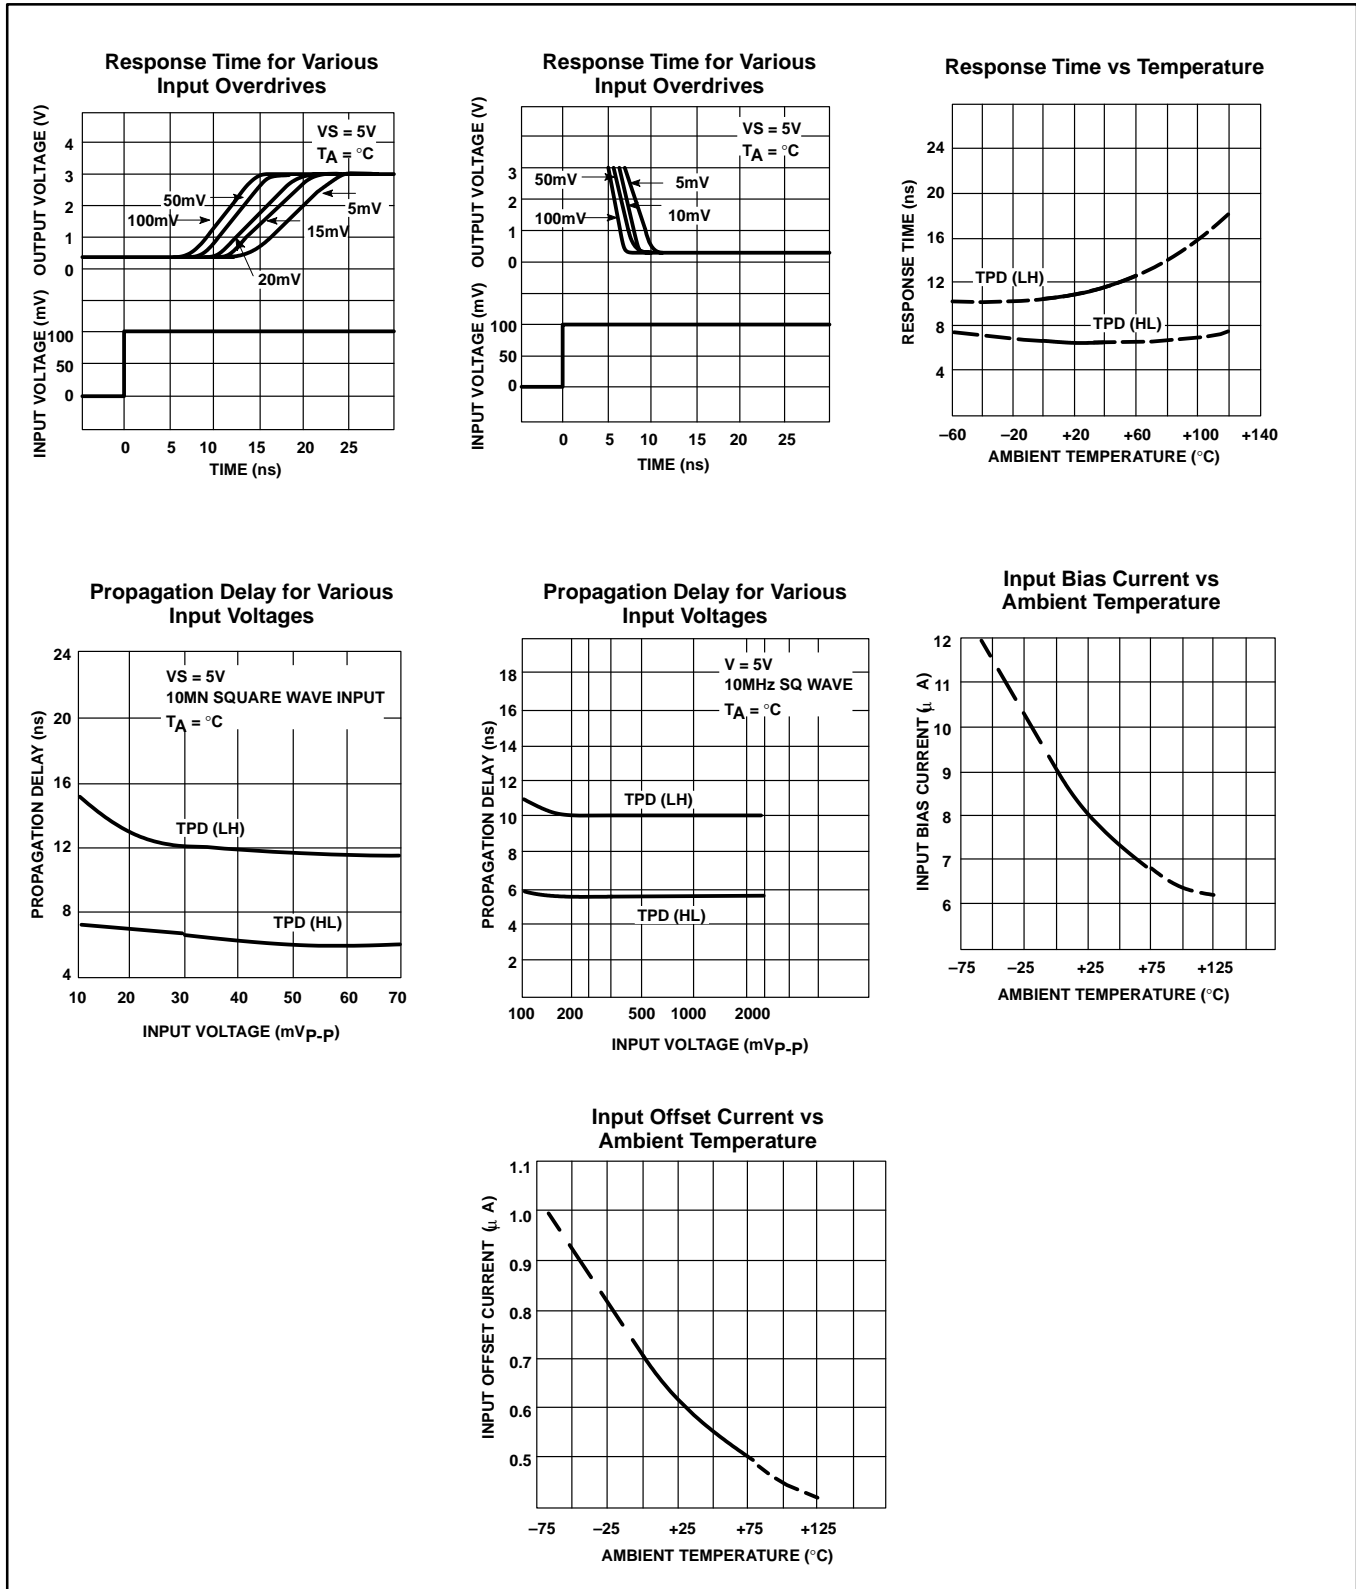 Response Time for Various
Input Overdrives
OUTPUT VOLTAGE (V)
4
3
2
1
0
VS = 5V
TA = °C
50mV
100mV
5mV
15mV
20mV
INPUT VOLTAGE (mV)
100
50
0
0 5 10 15 20 25
TIME (ns)
Response Time for Various
Input Overdrives
OUTPUT VOLTAGE (V)
3
2
1
0
VS = 5V
TA = °C
50mV
5mV
100mV
10mV
INPUT VOLTAGE (mV)
100
50
0
0 5 10 15 20 25
TIME (ns)
Response Time vs Temperature
RESPONSE TIME (ns)
24
20
16
12
8
4
TPD (LH)
TPD (HL)
–60 –20 +20 +60 +100 +140
AMBIENT TEMPERATURE (°C)
Propagation Delay for Various
Input Voltages
PROPAGATION DELAY (ns)
24
20
16
12
8
4
VS = 5V
10MN SQUARE WAVE INPUT
TA = °C
TPD (LH)
TPD (HL)
10 20 30 40 50 60 70
INPUT VOLTAGE (mVP-P)
Propagation Delay for Various
Input Voltages
PROPAGATION DELAY (ns)
18
16
14
12
10
8
6
4
2
V = 5V
10MHz SQ WAVE
TA = °C
TPD (LH)
TPD (HL)
100 200 500 1000 2000
INPUT VOLTAGE (mVP-P)
Input Bias Current vs
Ambient Temperature
INPUT BIAS CURRENT (μ A)
12
11
10
9
8
7
6
–75 –25 +25 +75 +125
AMBIENT TEMPERATURE (°C)
Input Offset Current vs
Ambient Temperature
INPUT OFFSET CURRENT (μ A)
1.1
1.0
0.9
0.8
0.7
0.6
0.5
–75 –25 +25 +75 +125
AMBIENT TEMPERATURE (°C)